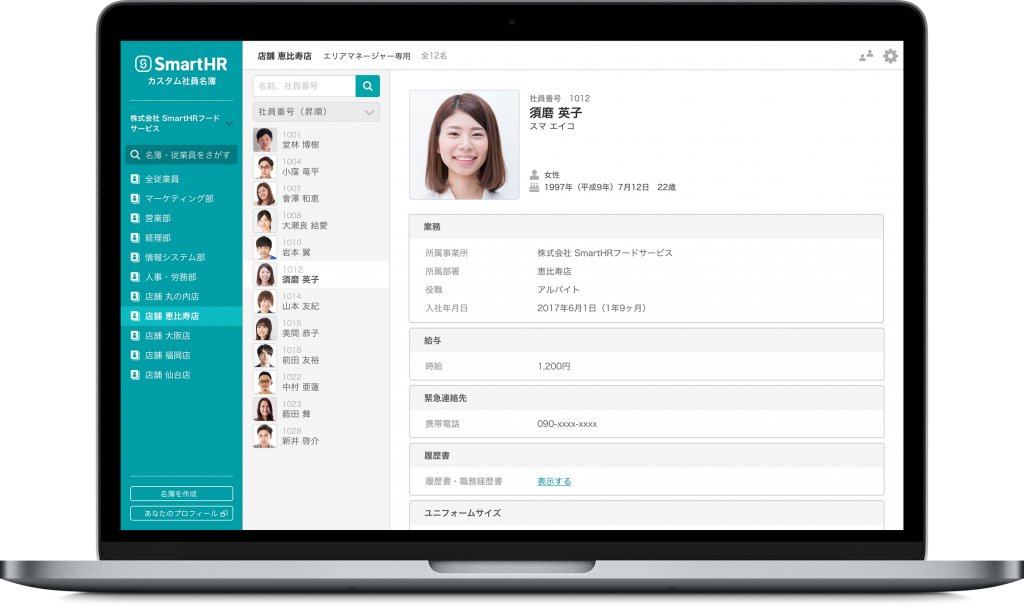 SmartHR
カスタム社員名簿
株式会社 SmartHRフード
サービス
名簿・従業員をさがす
全従業員
マーケティング部
営業部
経理部
情報システム部
人事・労務部
店舗 丸の内店
店舗 恵比寿店
店舗 大阪店
店舗 福岡店
店舗 仙台店
名簿を作成
あなたのプロフィール
店舗 恵比寿店 エリアマネージャー専用 全12名
名前、社員番号
社員番号（昇順）
1001
堂林 博樹
1004
小窪 竜平
1007
會澤 和恵
1008
大瀬良 結愛
1010
岩本 翼
1012
須磨 英子
1014
山本 友紀
1015
美間 恭子
1018
前田 友裕
1022
中村 亜蓮
1023
薮田 舞
1028
新井 啓介
社員番号 1012
須磨 英子
スマ エイコ
女性
1997年（平成9年）7月12日 22歳
業務
所属事業所 株式会社 SmartHRフードサービス
所属部署 恵比寿店
役職 アルバイト
入社年月日 2017年6月1日（1年9ヶ月）
給与
時給 1,200円
緊急連絡先
携帯電話 090-xxxx-xxxx
履歴書
履歴書・職務経歴書 表示する
ユニフォームサイズ